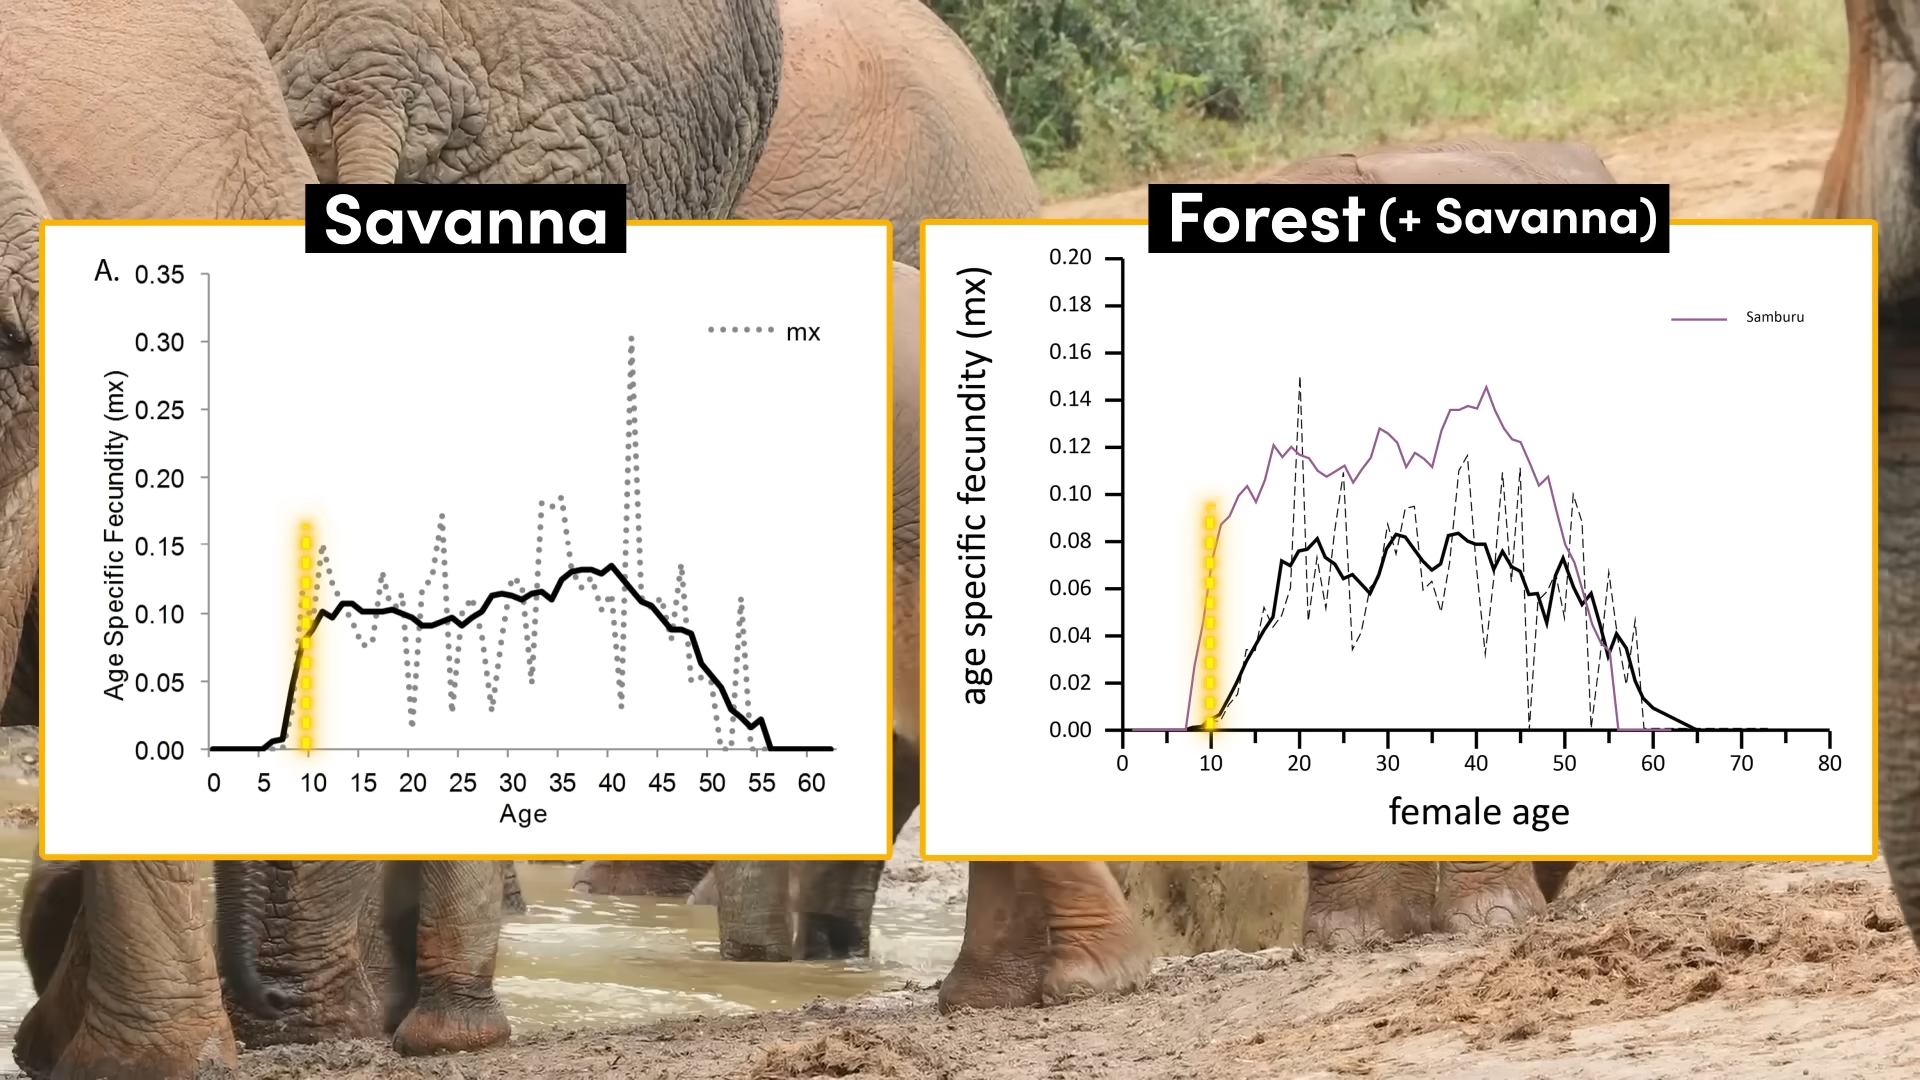 Savanna
A.
0.35
0.30
0.25
0.20
0.15
0.10
0.05
0.00
Age Specific Fecundity (mx)
mx
0 5 10 15 20 25 30 35 40 45 50 55 60
Age
Forest (+ Savanna)
0.20
0.18
0.16
0.14
0.12
0.10
0.08
0.06
0.04
0.02
0.00
age specific fecundity (mx)
Samburu
0 10 20 30 40 50 60 70 80
female age